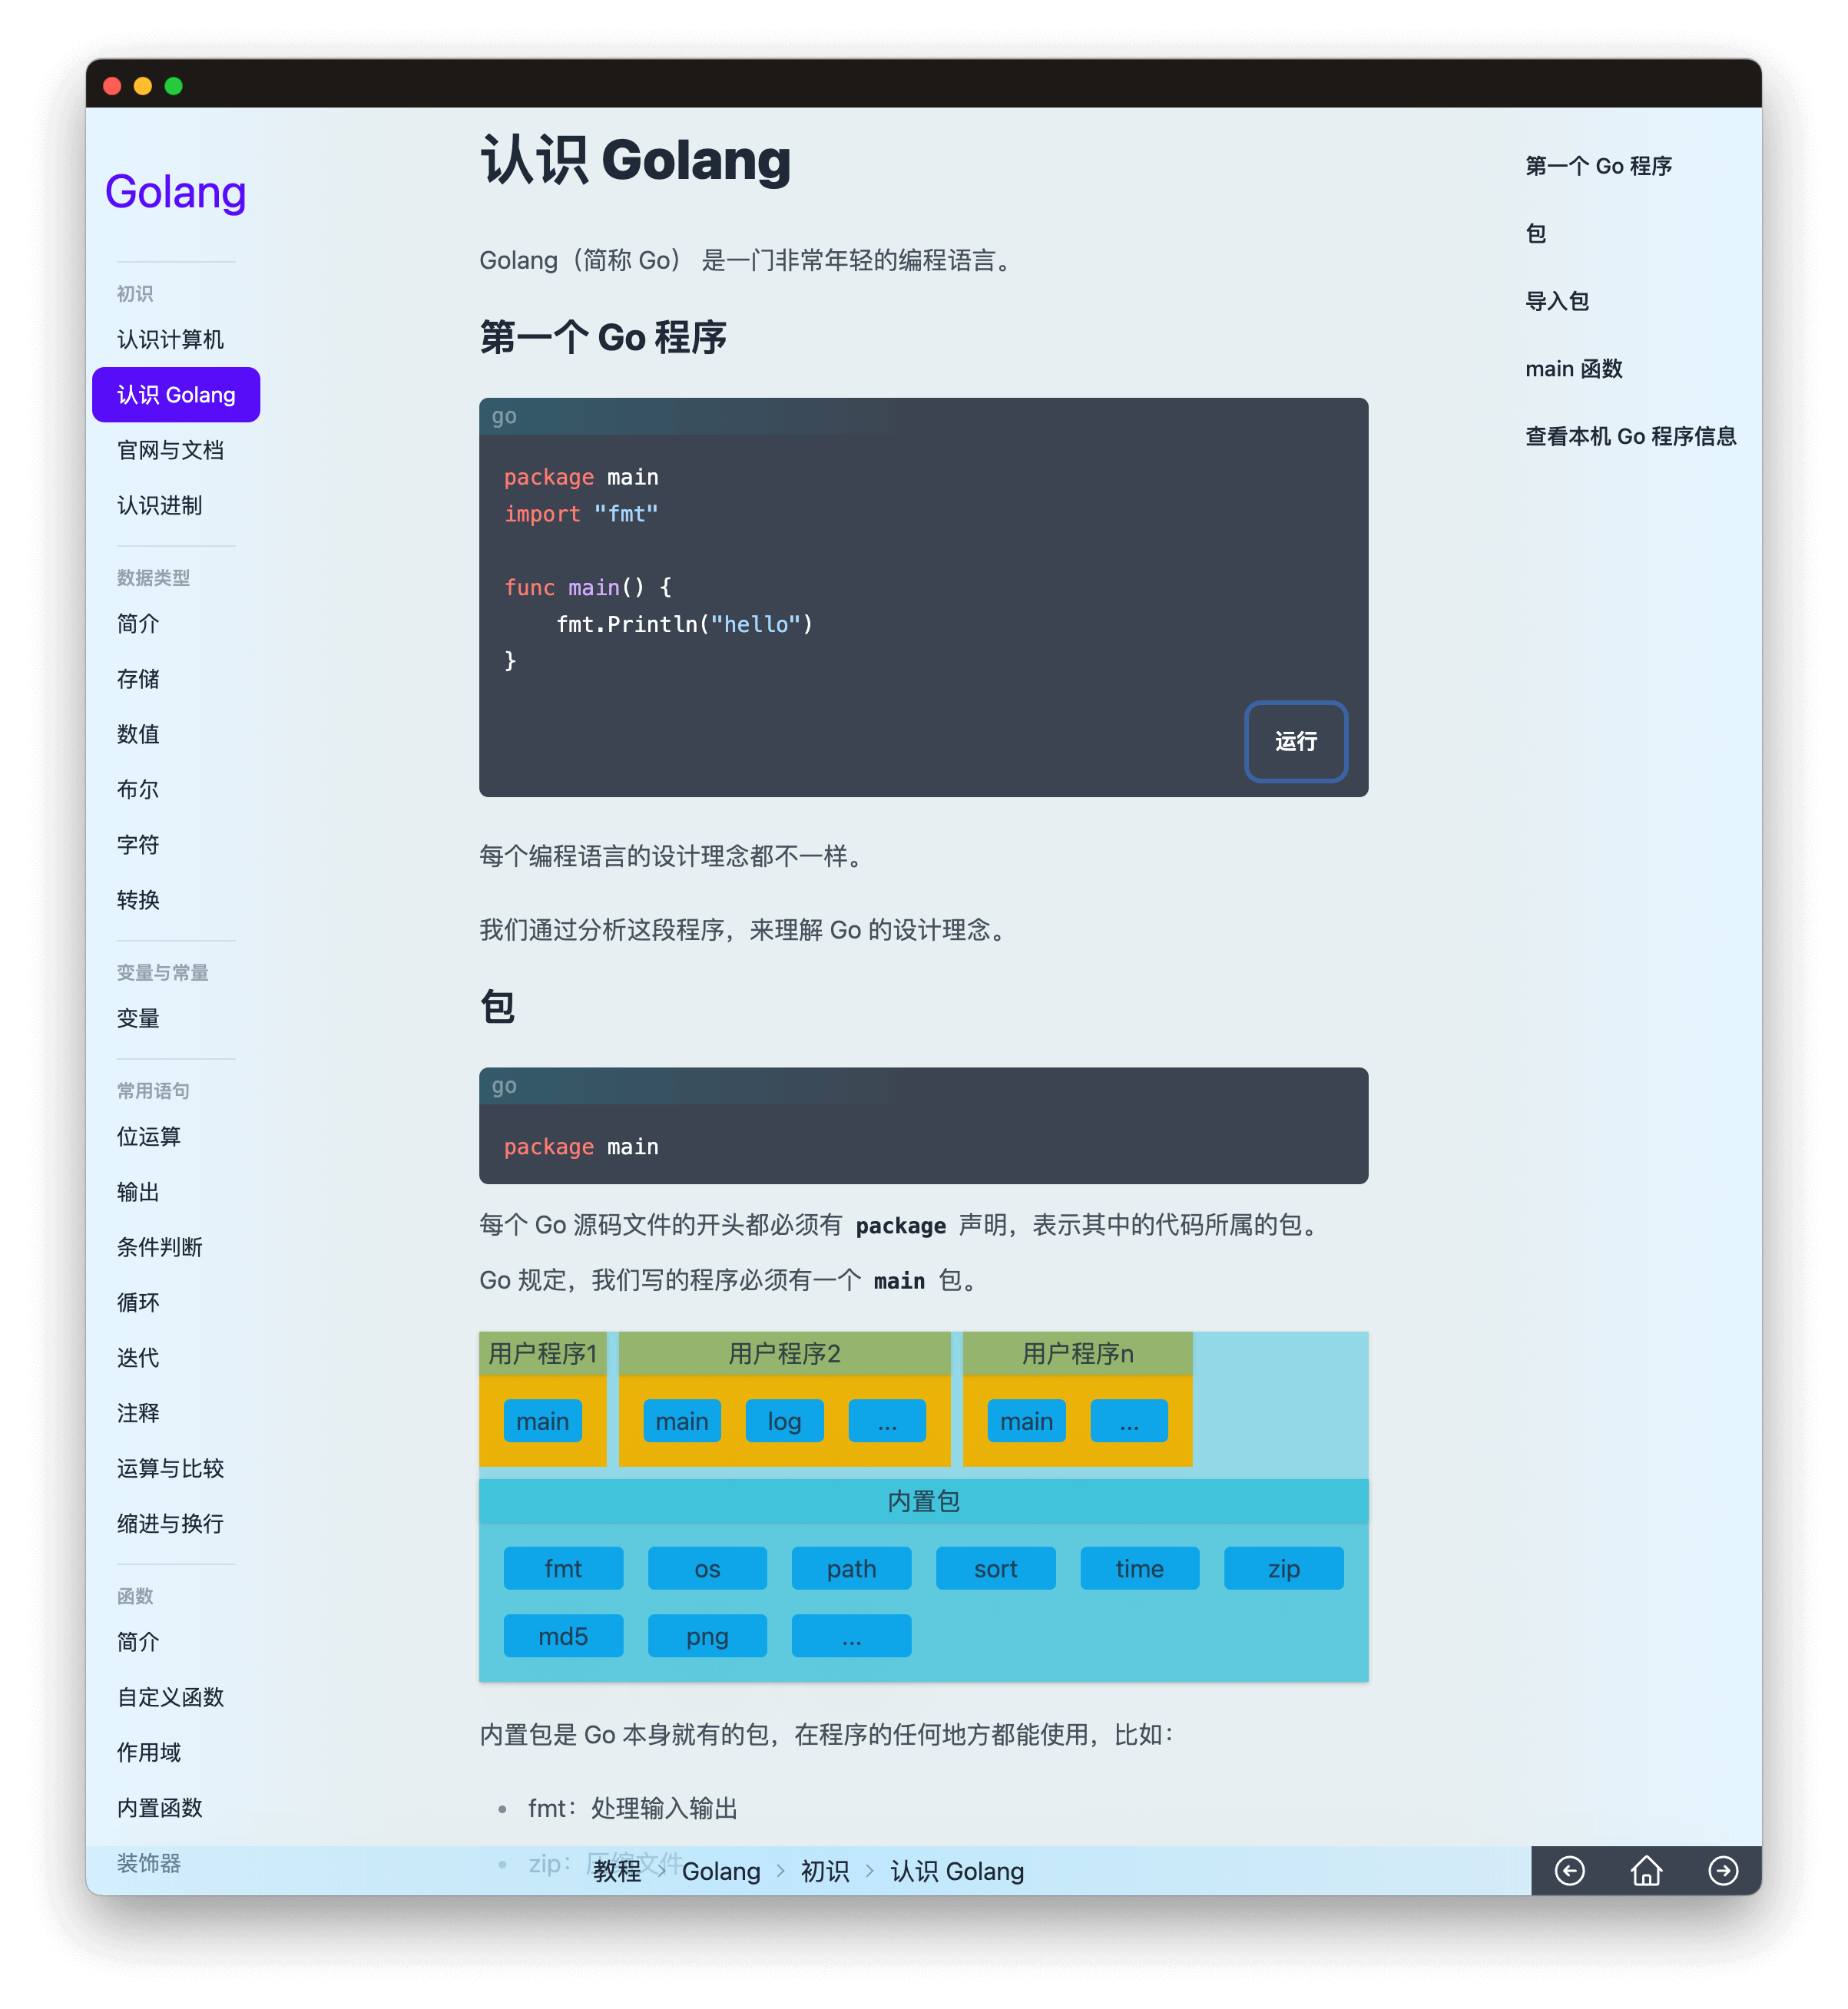 Golang
初识
认识计算机
认识 Golang
官网与文档
认识进制
数据类型
简介
存储
数值
布尔
字符
转换
变量与常量
变量
常用语句
位运算
输出
条件判断
循环
迭代
注释
运算与比较
缩进与换行
函数
简介
自定义函数
作用域
内置函数
装饰器
认识 Golang
Golang（简称 Go） 是一门非常年轻的编程语言。
第一个 Go 程序
go
package main
import "fmt"
func main() {
    fmt.Println("hello")
}
运行
每个编程语言的设计理念都不一样。
我们通过分析这段程序，来理解 Go 的设计理念。
包
go
package main
每个 Go 源码文件的开头都必须有 package 声明，表示其中的代码所属的包。
Go 规定，我们写的程序必须有一个 main 包。
用户程序1 用户程序2 用户程序n
main main log ... main ...
内置包
fmt os path sort time zip
md5 png ...
内置包是 Go 本身就有的包，在程序的任何地方都能使用，比如：
• fmt：处理输入输出
• zip：压缩文件
教程 > Golang > 初识 > 认识 Golang
第一个 Go 程序
包
导入包
main 函数
查看本机 Go 程序信息